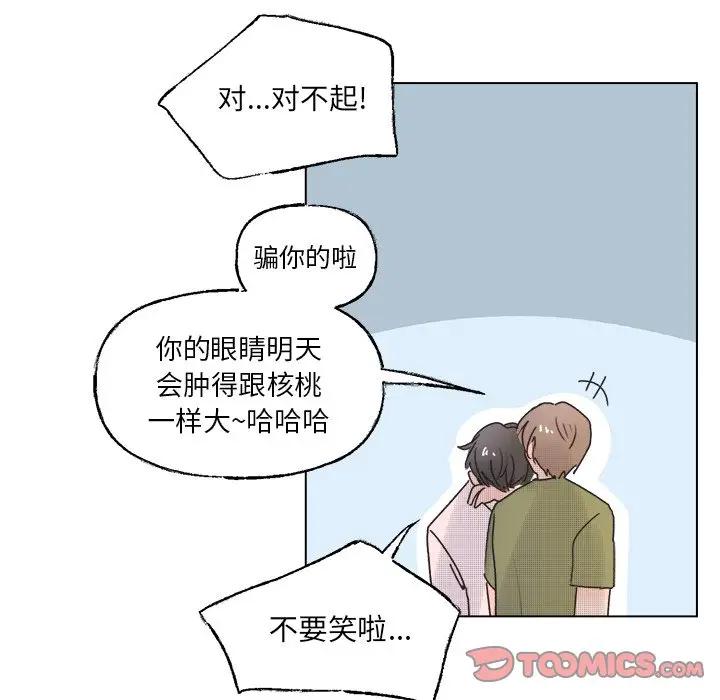 对...对不起!
骗你的啦
你的眼睛明天
会肿得跟核桃
一样大~哈哈哈
不要笑啦...
TOOMICS.COM